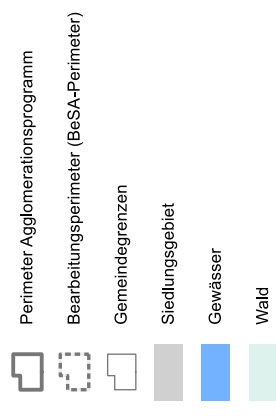 Perimeter Agglomerationsprogramm
Bearbeitungsperimeter (BeSA-Perimeter)
Gemeindegrenzen
Siedlungsgebiet
Gewässer
Wald